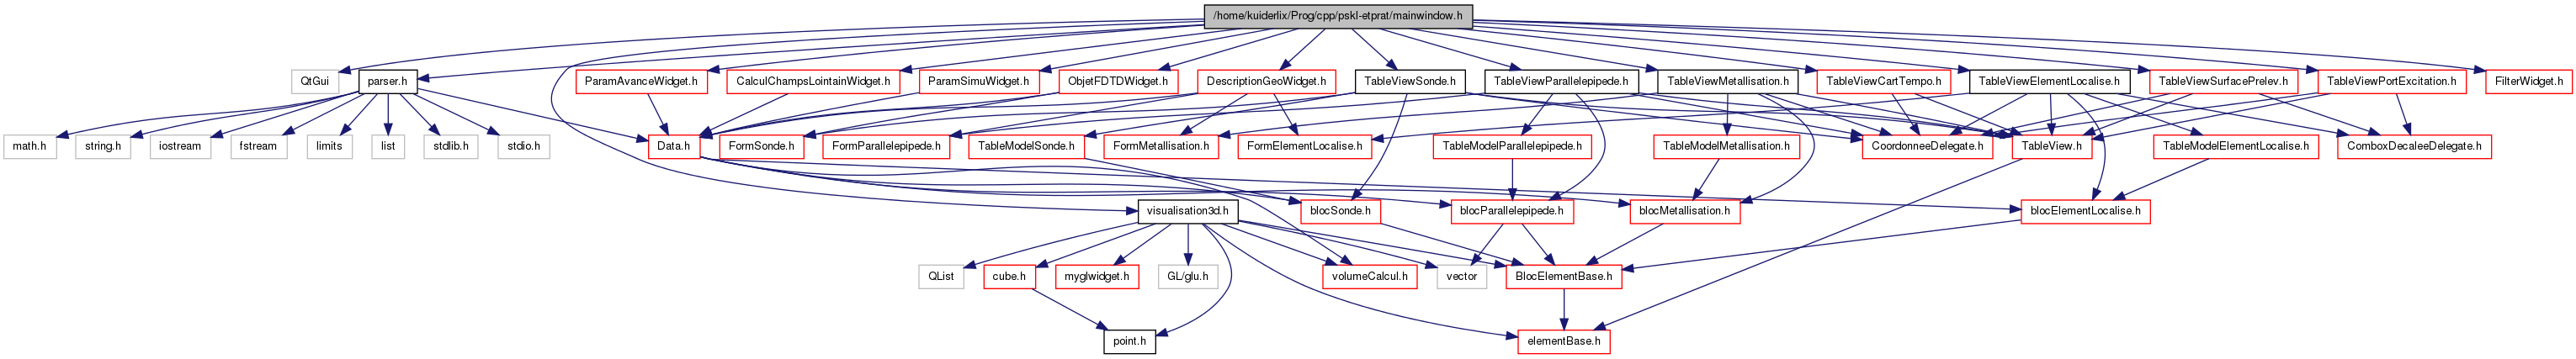 /home/kuiderlix/Prog/cpp/pskl-etprat/mainwindow.h
QtGui
parser.h
ParamAvanceWidget.h
CalculChampsLointainWidget.h
ParamSimuWidget.h
ObjetFDTDWidget.h
DescriptionGeoWidget.h
TableViewSonde.h
TableViewParallelepipede.h
TableViewMetallisation.h
TableViewCartTempo.h
TableViewElementLocalise.h
TableViewSurfacePrelev.h
TableViewPortExcitation.h
FilterWidget.h
math.h
string.h
iostream
fstream
limits
list
stdlib.h
stdio.h
Data.h
FormSonde.h
FormParallelepipede.h
TableModelSonde.h
FormMetallisation.h
FormElementLocalise.h
TableModelParallelepipede.h
CoordonneeDelegate.h
TableModelMetallisation.h
TableView.h
TableModelElementLocalise.h
ComboxDecaleeDelegate.h
visualisation3d.h
blocSonde.h
blocParallelepipede.h
blocMetallisation.h
blocElementLocalise.h
QList
cube.h
myglwidget.h
GL/glu.h
volumeCalcul.h
vector
BlocElementBase.h
point.h
elementBase.h